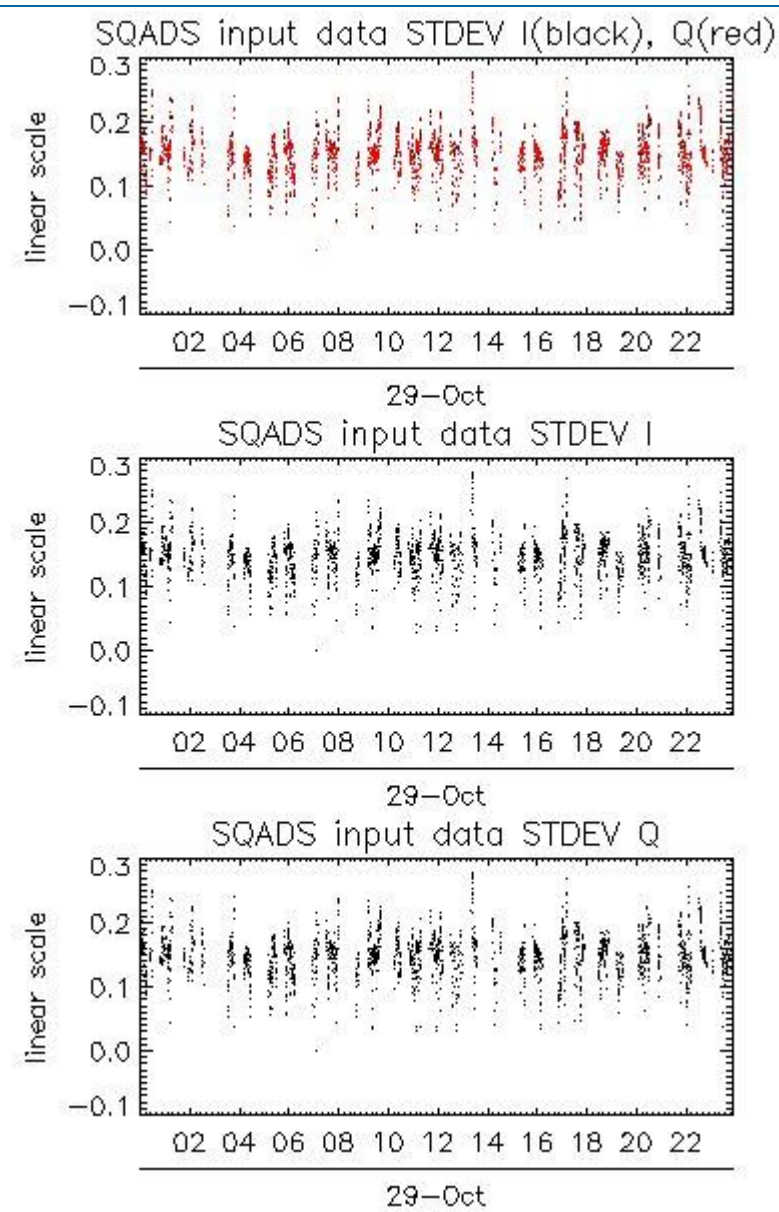 SQADS input data STDEV I(black), Q(red)
0.3
0.2
0.1
0.0
−0.1
linear scale
02 04 06 08 10 12 14 16 18 20 22
29−Oct
SQADS input data STDEV I
0.3
0.2
0.1
0.0
−0.1
linear scale
02 04 06 08 10 12 14 16 18 20 22
29−Oct
SQADS input data STDEV Q
0.3
0.2
0.1
0.0
−0.1
linear scale
02 04 06 08 10 12 14 16 18 20 22
29−Oct